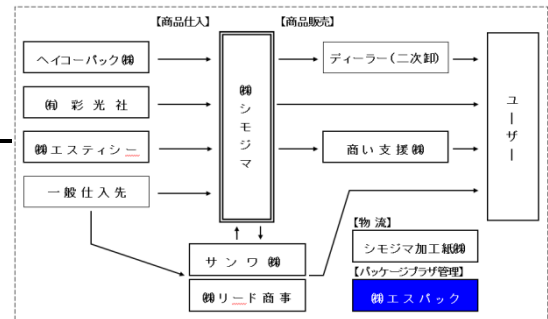 【商品仕入】
【商品販売】
ヘイコーパック㈱
㈲彩光社
㈱エスティシー
一般仕入先
㈱シモジマ
ディーラー(二次卸)
商い支援㈱
ユーザー
サンワ㈱
㈱リード商事
【物流】
シモジマ加工紙㈱
【パッケージプラザ管理】
㈱エスパック